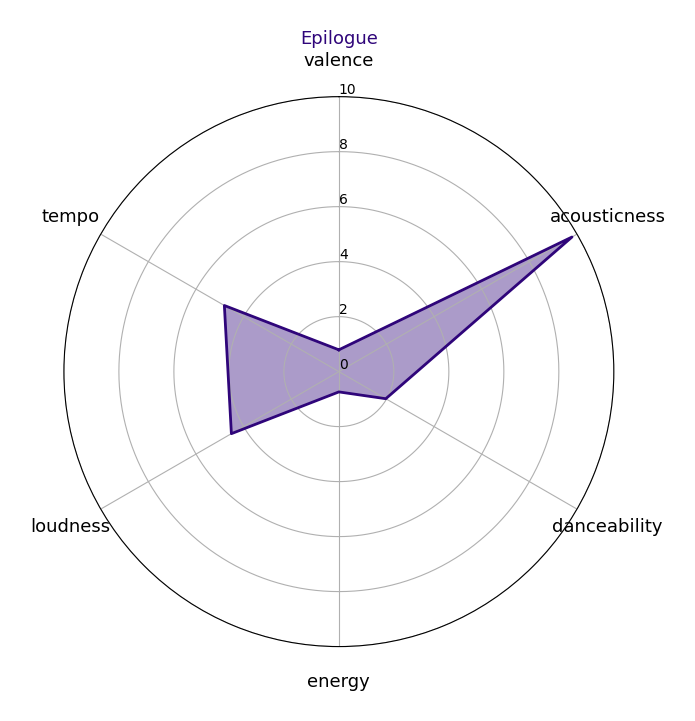 Epilogue
valence
10
8
tempo
acousticness
6
4
2
0
loudness
danceability
energy